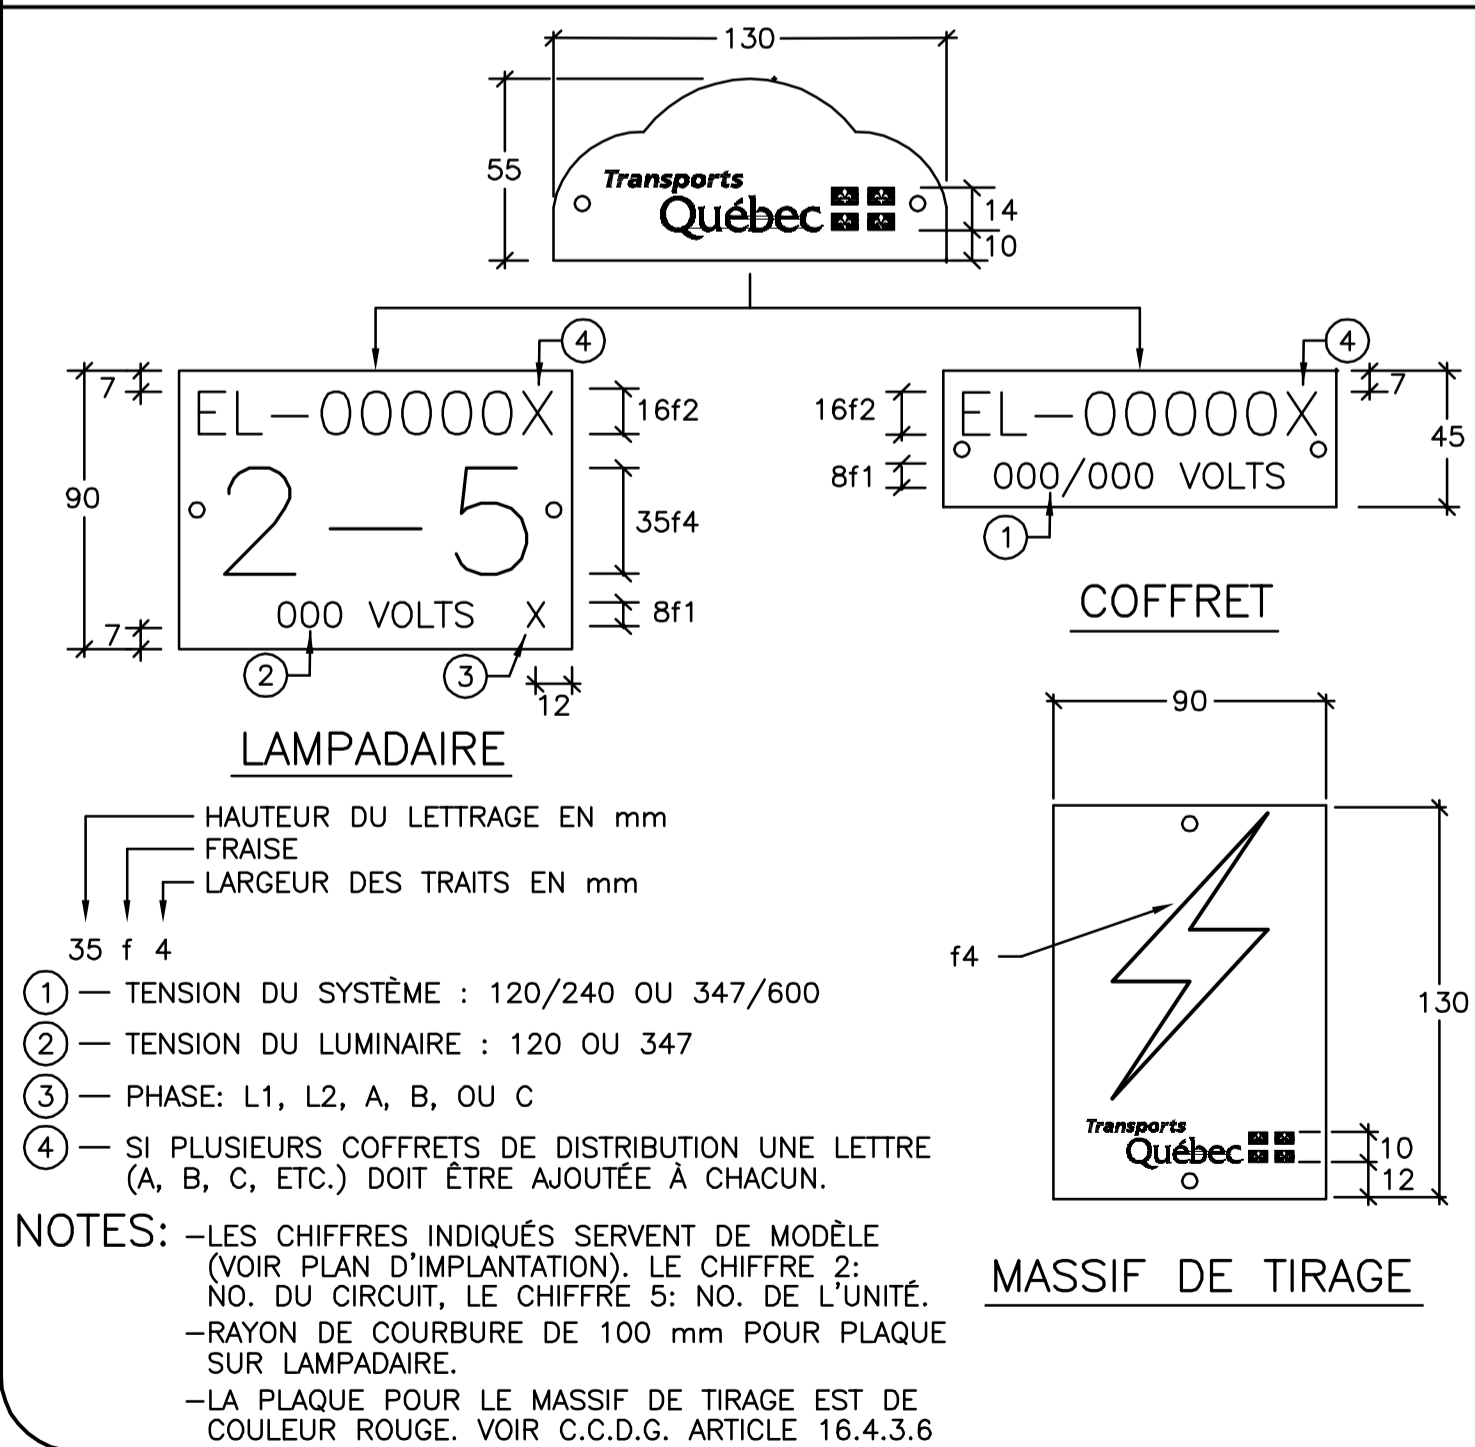 130
55
Transports
Québec
14
10
4
7
EL-00000X
16f2
90
2-5
35f4
000 VOLTS X
8f1
7
2
3
12
LAMPADAIRE
4
7
16f2
EL-00000X
45
8f1
000/000 VOLTS
1
COFFRET
90
f4
130
Transports
Québec
10
12
MASSIF DE TIRAGE
HAUTEUR DU LETTRAGE EN mm
FRAISE
LARGEUR DES TRAITS EN mm
35 f 4
1 — TENSION DU SYSTÈME : 120/240 OU 347/600
2 — TENSION DU LUMINAIRE : 120 OU 347
3 — PHASE: L1, L2, A, B, OU C
4 — SI PLUSIEURS COFFRETS DE DISTRIBUTION UNE LETTRE
(A, B, C, ETC.) DOIT ÊTRE AJOUTÉE À CHACUN.
NOTES: -LES CHIFFRES INDIQUÉS SERVENT DE MODÈLE
(VOIR PLAN D'IMPLANTATION). LE CHIFFRE 2:
NO. DU CIRCUIT, LE CHIFFRE 5: NO. DE L'UNITÉ.
-RAYON DE COURBURE DE 100 mm POUR PLAQUE
SUR LAMPADAIRE.
-LA PLAQUE POUR LE MASSIF DE TIRAGE EST DE
COULEUR ROUGE. VOIR C.C.D.G. ARTICLE 16.4.3.6